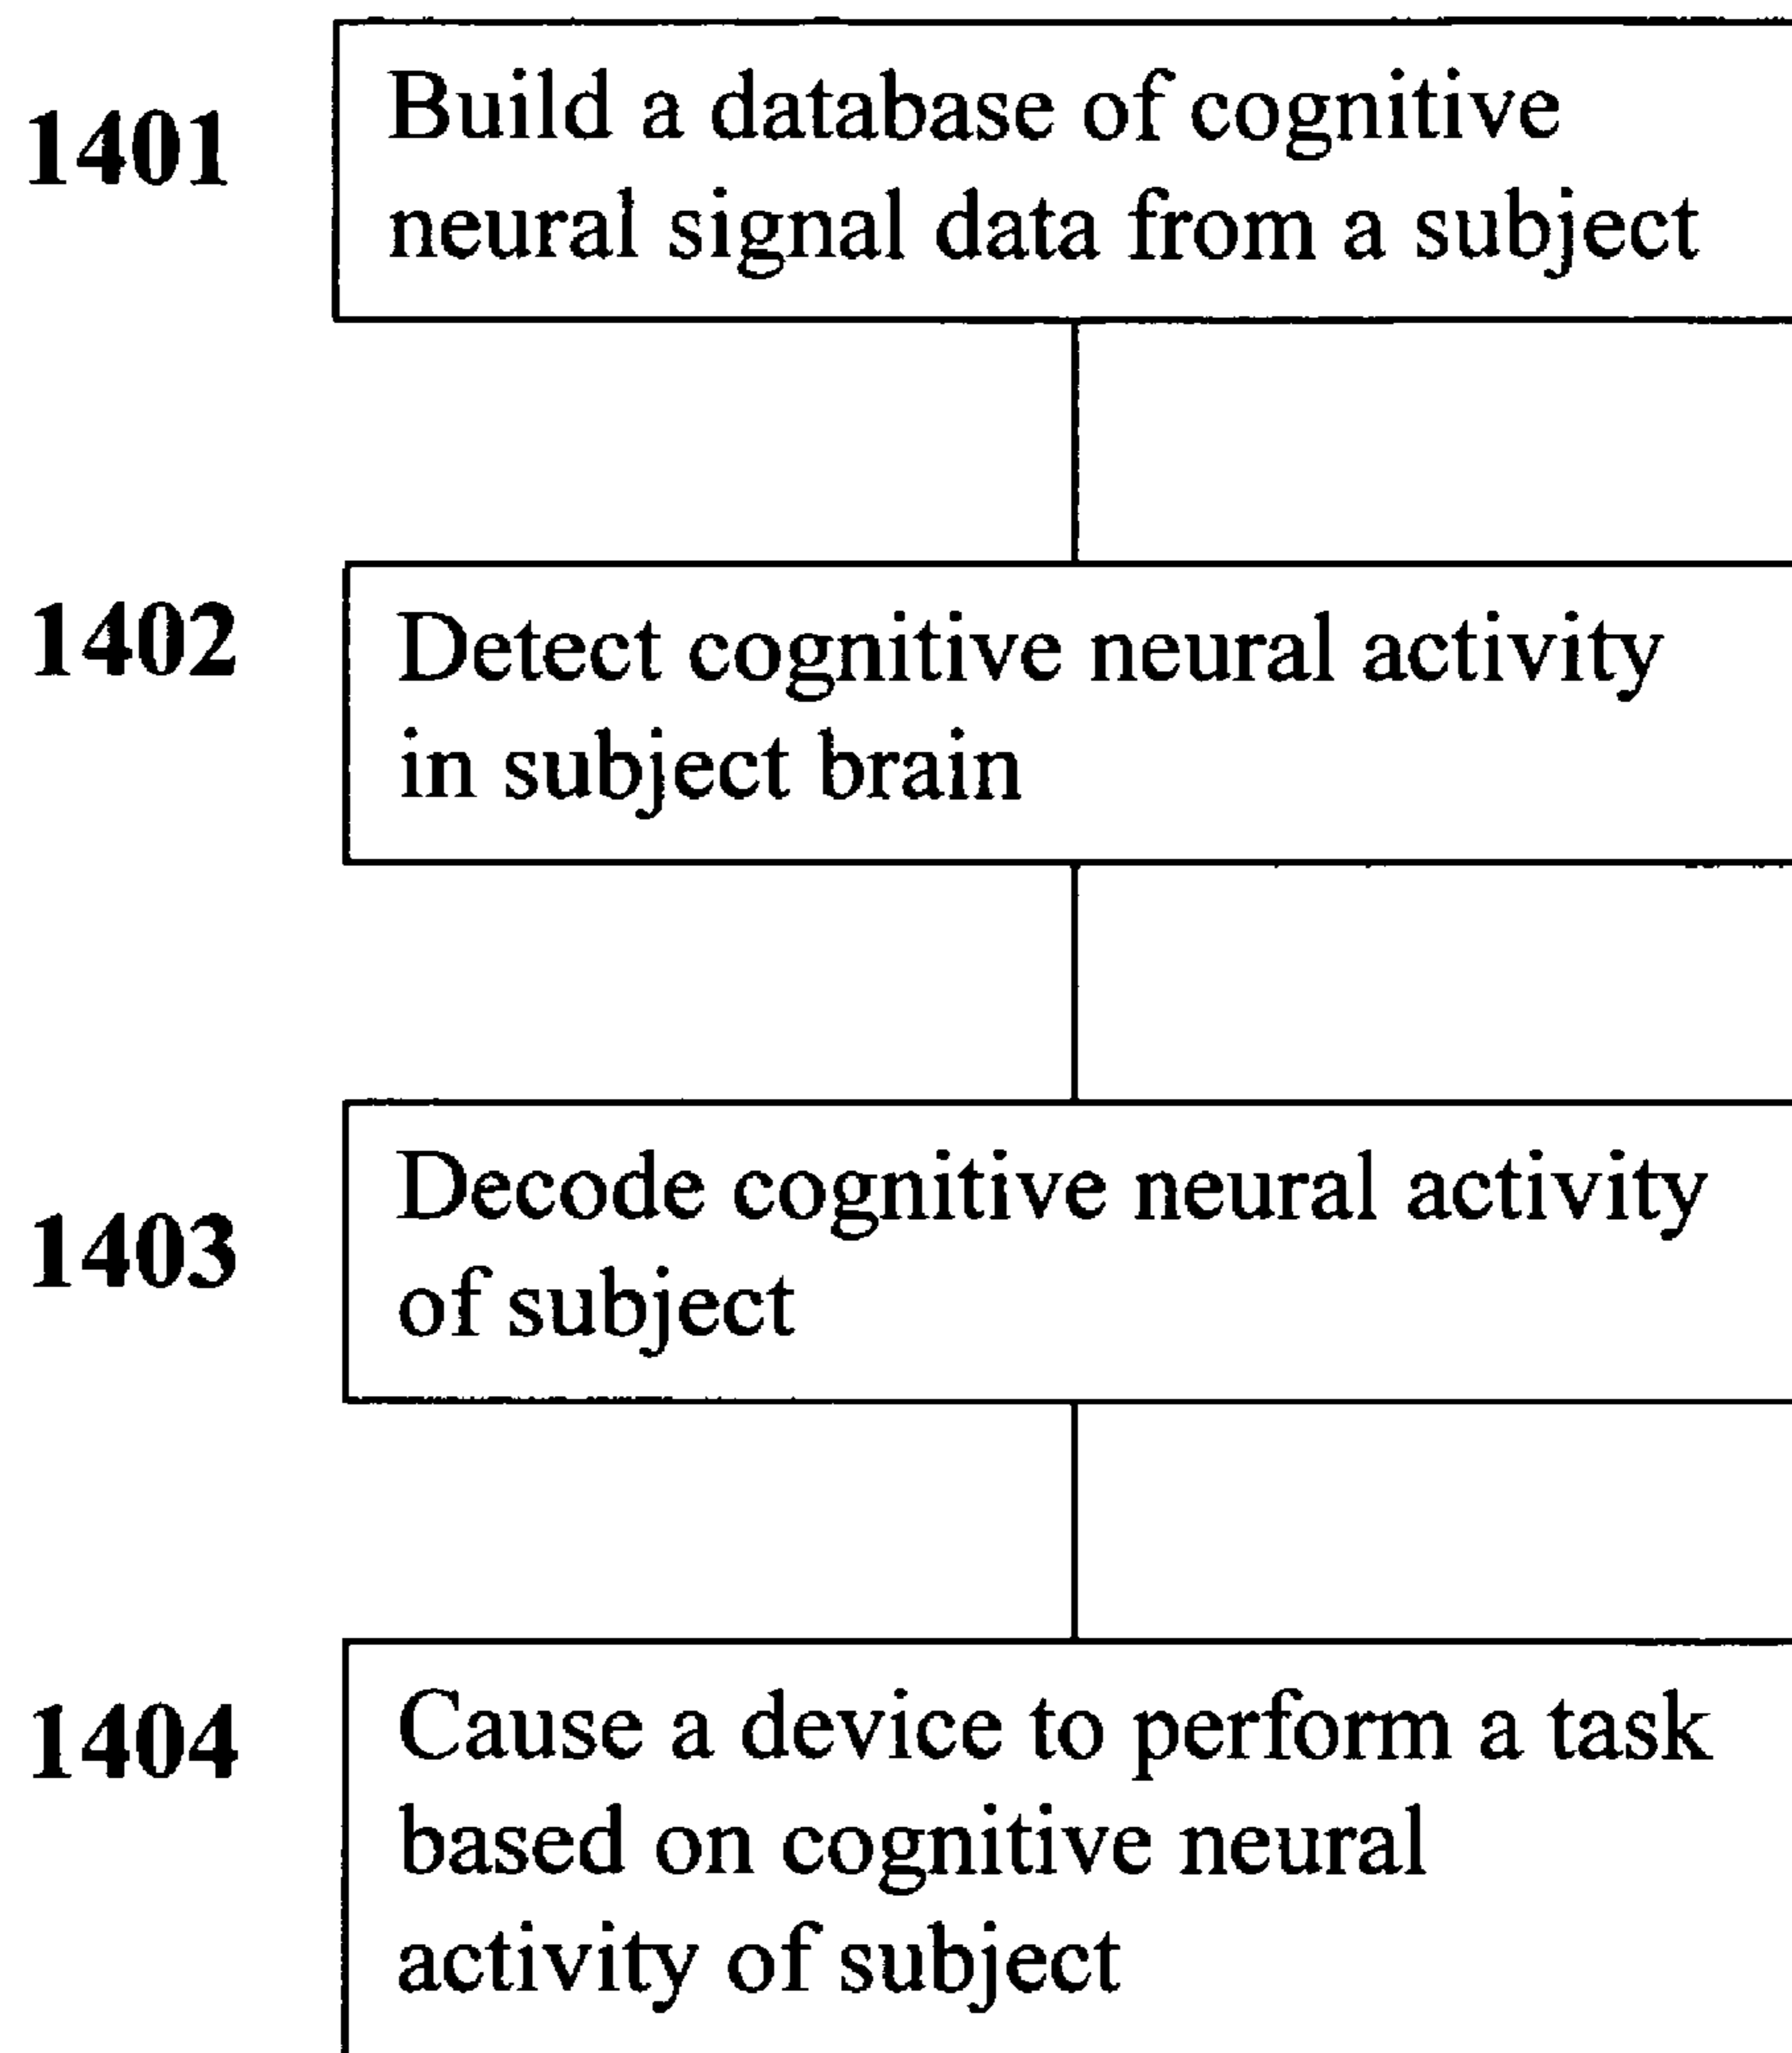 1401
Build a database of cognitive
neural signal data from a subject
1402
Detect cognitive neural activity
in subject brain
1403
Decode cognitive neural activity
of subject
1404
Cause a device to perform a task
based on cognitive neural
activity of subject